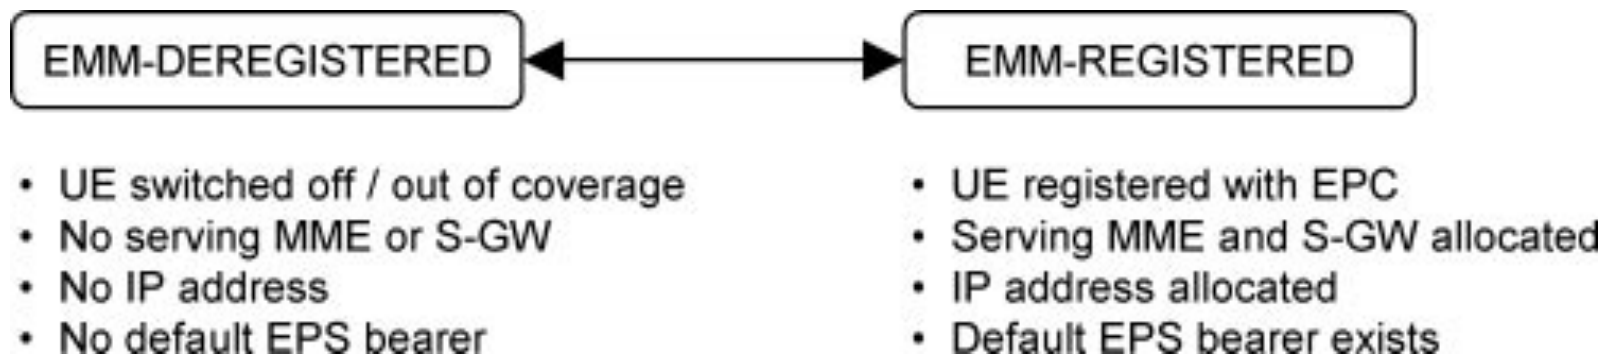 EMM-DEREGISTERED
EMM-REGISTERED
• UE switched off / out of coverage
• No serving MME or S-GW
• No IP address
• No default EPS bearer
• UE registered with EPC
• Serving MME and S-GW allocated
• IP address allocated
• Default EPS bearer exists